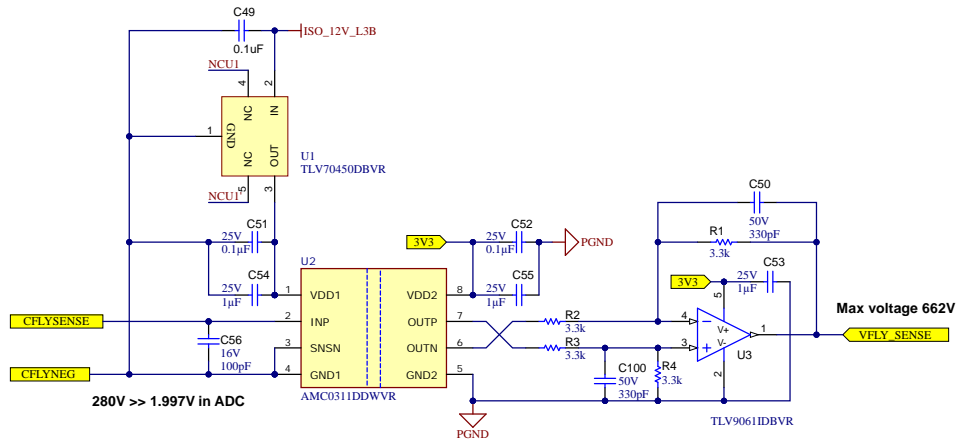 C49
0.1uF
ISO_12V_L3B
NCU1
4
2
NC
IN
1
GND
NC
OUT
U1
TLV70450DBVR
5
3
NCU1'
C51
25V
0.1µF
C54
25V
1µF
U2
C52
25V
0.1µF
3V3
PGND
C55
25V
1µF
C50
50V
330pF
R1
3.3k
C53
25V
1µF
3V3
1
VDD1
VDD2
8
CFLYSENSE
2
INP
OUTP
7
R2
3.3k
3
SNSN
OUTN
6
R3
3.3k
C56
16V
100pF
CFLYNEG
4
GND1
GND2
5
AMC0311DDWVR
C100
50V
330pF
R4
3.3k
5
4
V+
3
V-
1
2
U3
TLV9061IDBVR
Max voltage 662V
VFLY_SENSE
280V >> 1.997V in ADC
PGND